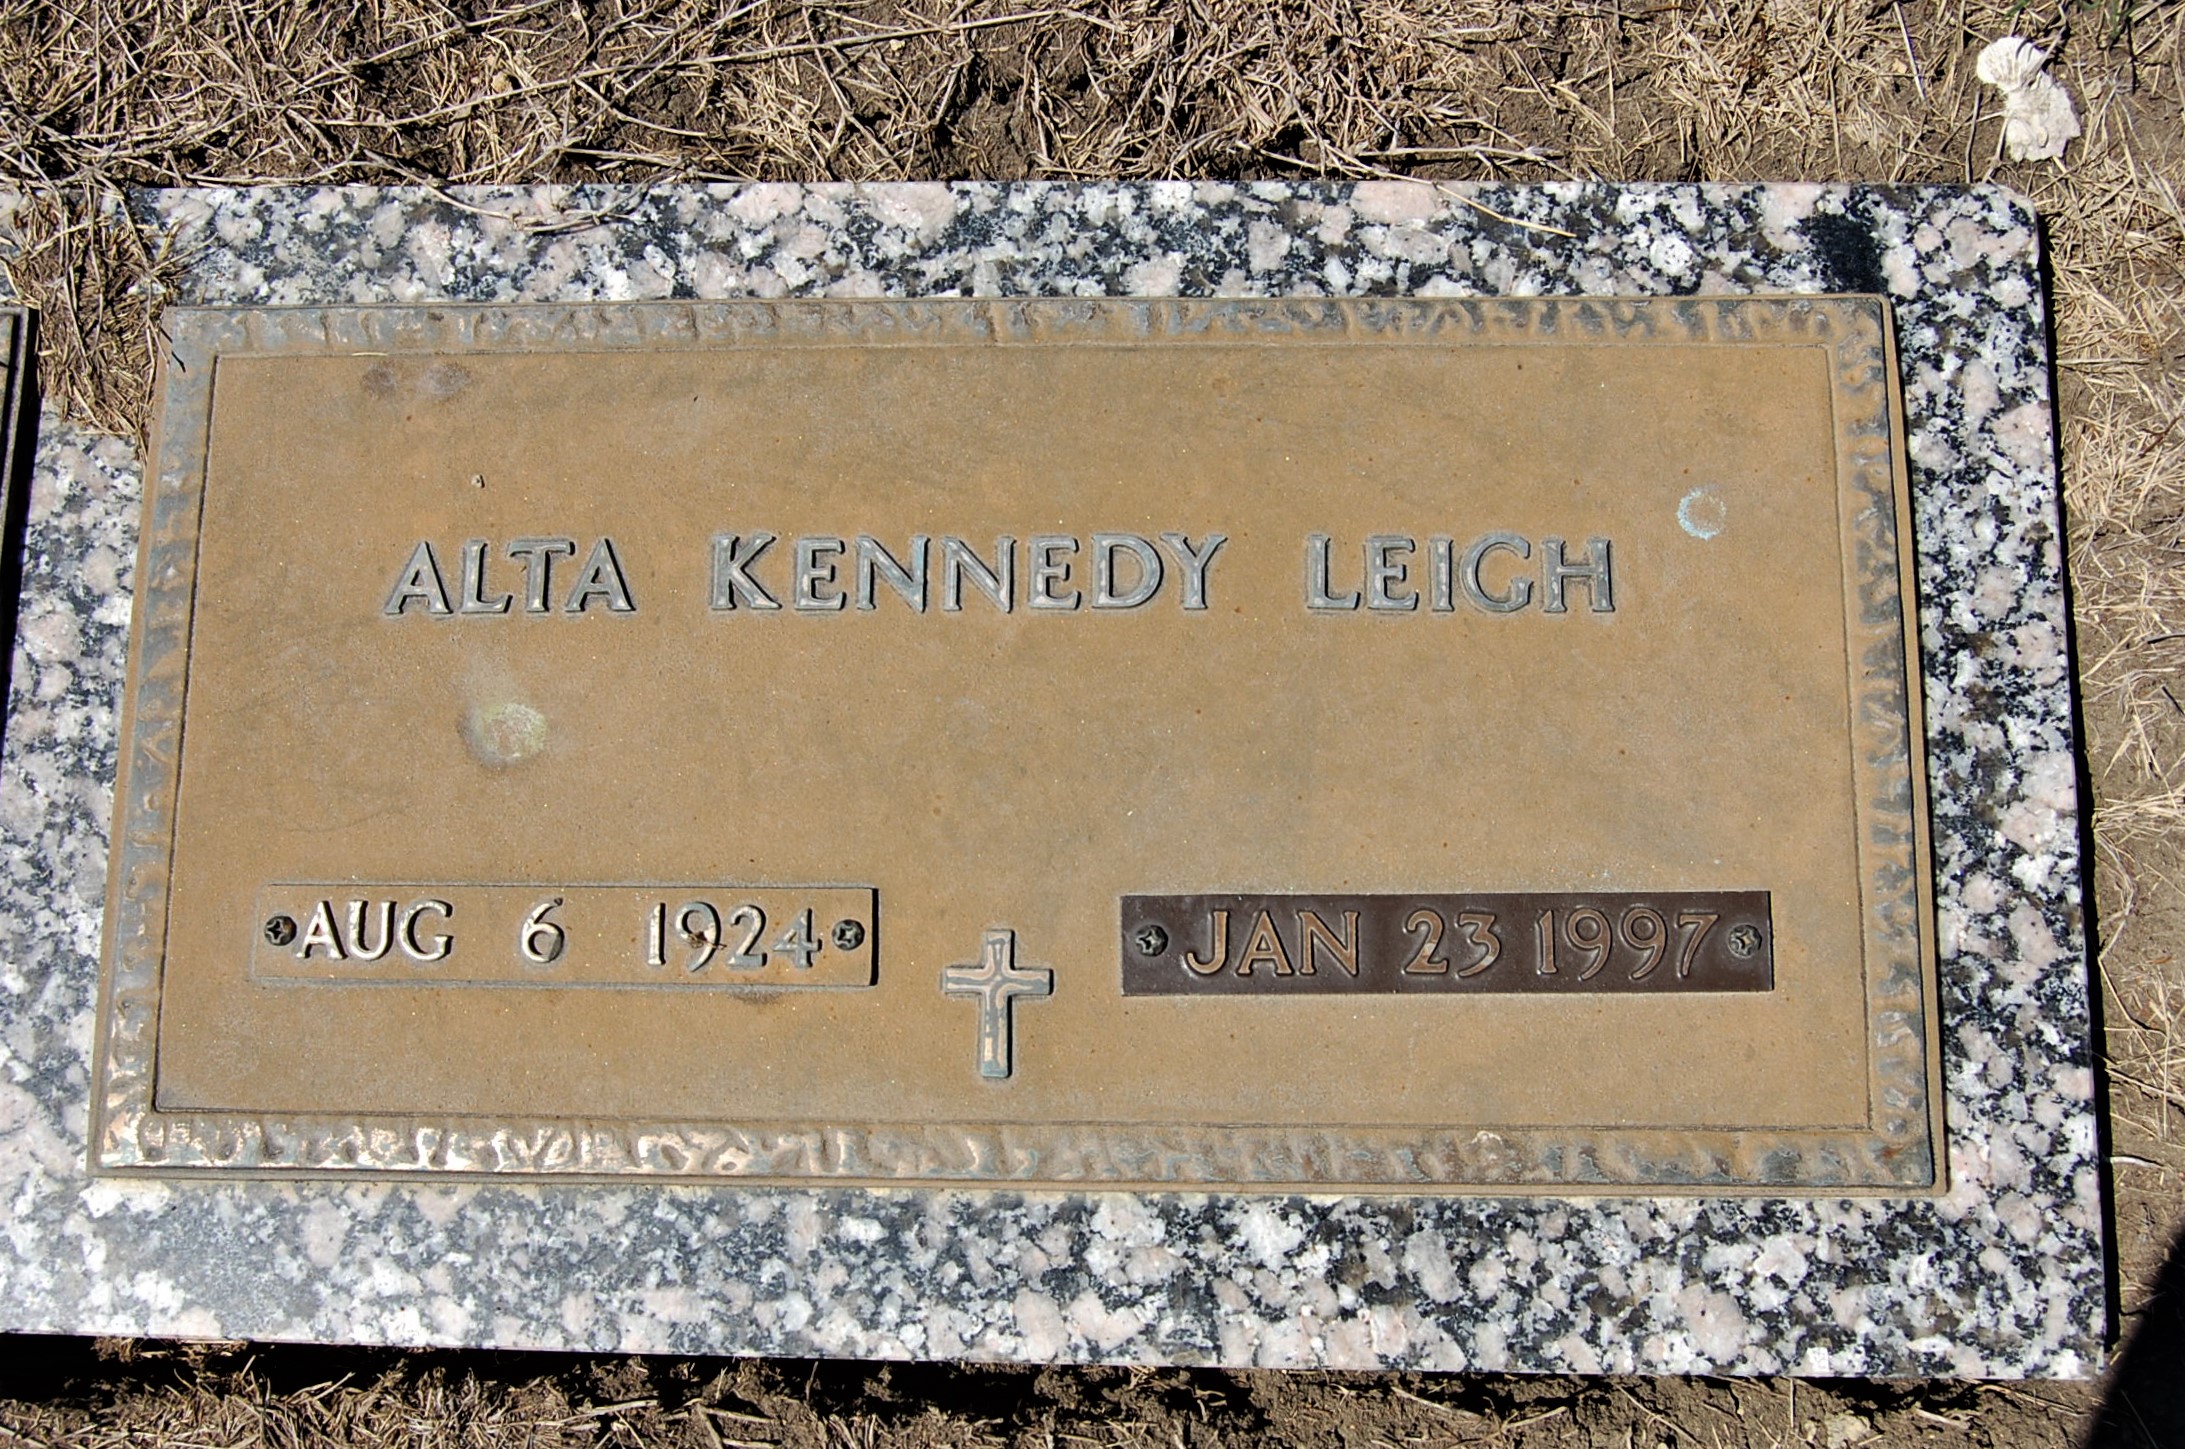 ALTA KENNEDY LEIGH
AUG 6 1924
JAN 23 1997